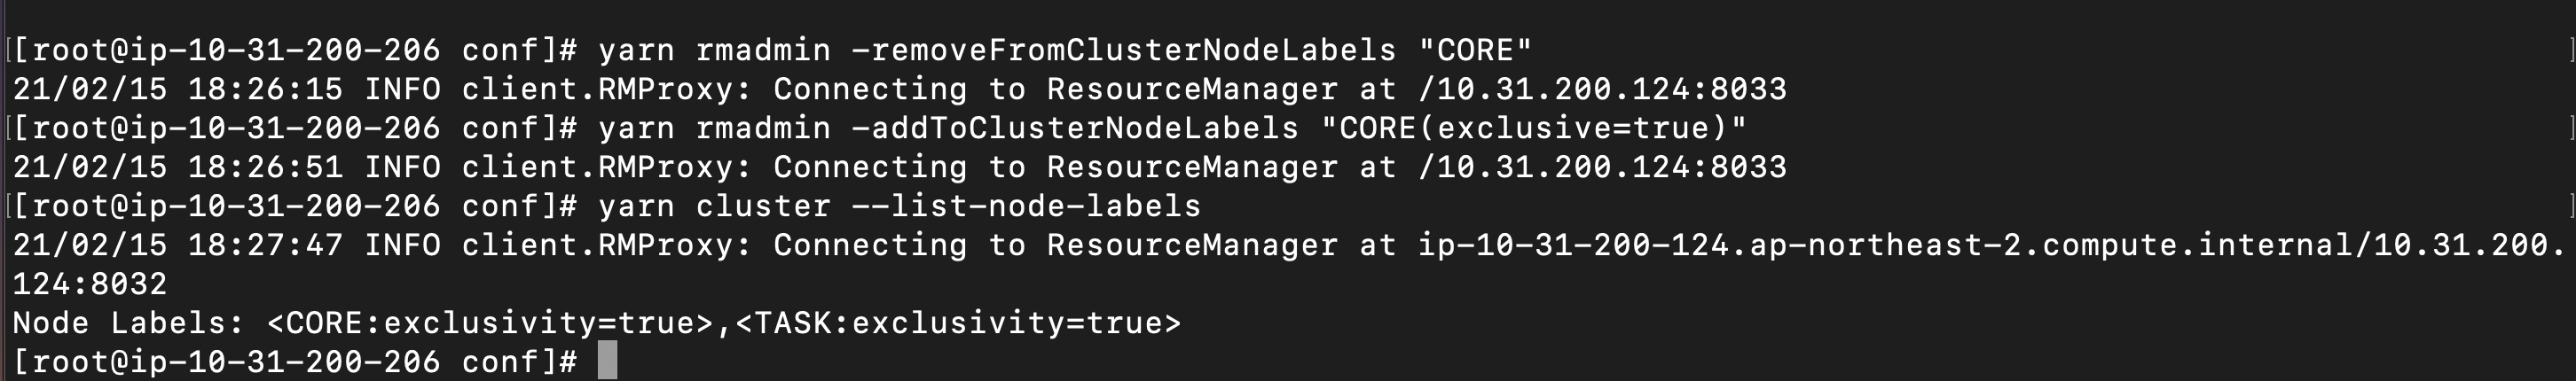 [root@ip-10-31-200-206 conf]# yarn rmadmin -removeFromClusterNodeLabels "CORE"
21/02/15 18:26:15 INFO client.RMProxy: Connecting to ResourceManager at /10.31.200.124:8033
[root@ip-10-31-200-206 conf]# yarn rmadmin -addToClusterNodeLabels "CORE(exclusive=true)"
21/02/15 18:26:51 INFO client.RMProxy: Connecting to ResourceManager at /10.31.200.124:8033
[root@ip-10-31-200-206 conf]# yarn cluster --list-node-labels
21/02/15 18:27:47 INFO client.RMProxy: Connecting to ResourceManager at ip-10-31-200-124.ap-northeast-2.compute.internal/10.31.200.
124:8032
Node Labels: <CORE:exclusivity=true>,<TASK:exclusivity=true>
[root@ip-10-31-200-206 conf]#